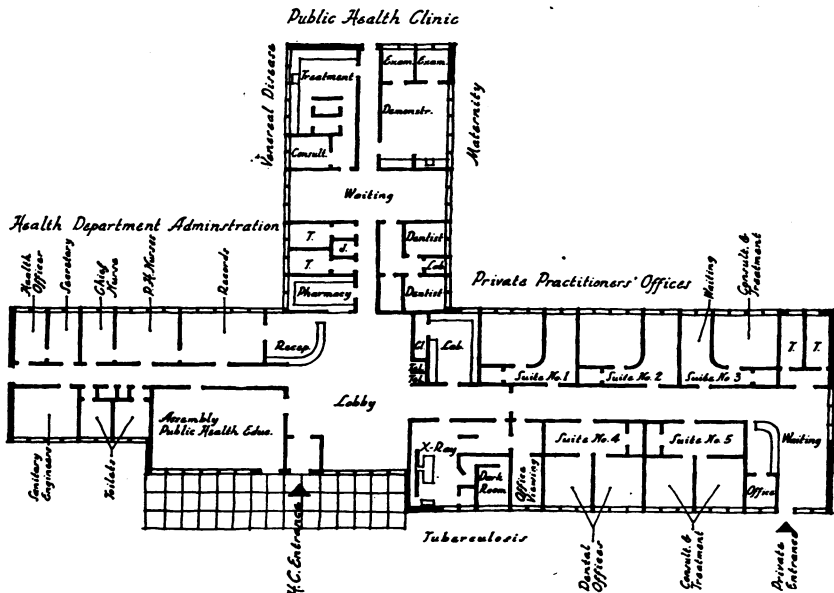 Public Health Clinic
Venereal Disease
Treatment
Exam. Exam.
Demonstr.
Maternity
Consult.
Waiting
Health Department Adminstration
T.
J.
T.
Pharmacy
Dentist
Lab.
Dentist
Health
Officer
Secretary
Chief
Nurse
P.H. Nurses
Records
Private Practitioners' Offices
Waiting
Consult. &
Treatment
Recep.
Cl
Lab.
T.
T.
Suite No. 1
Suite No. 2
Suite No 3
Lobby
Assembly
Public Health Educ.
X-Ray
Dark
Room
Office
Viewing
Suite No. 4
Suite No. 5
Waiting
Office
Sanitary
Engineers
Toilets
H.C. Entrance
Tuberculosis
Dental
Offices
Consult. &
Treatment
Private
Entrance